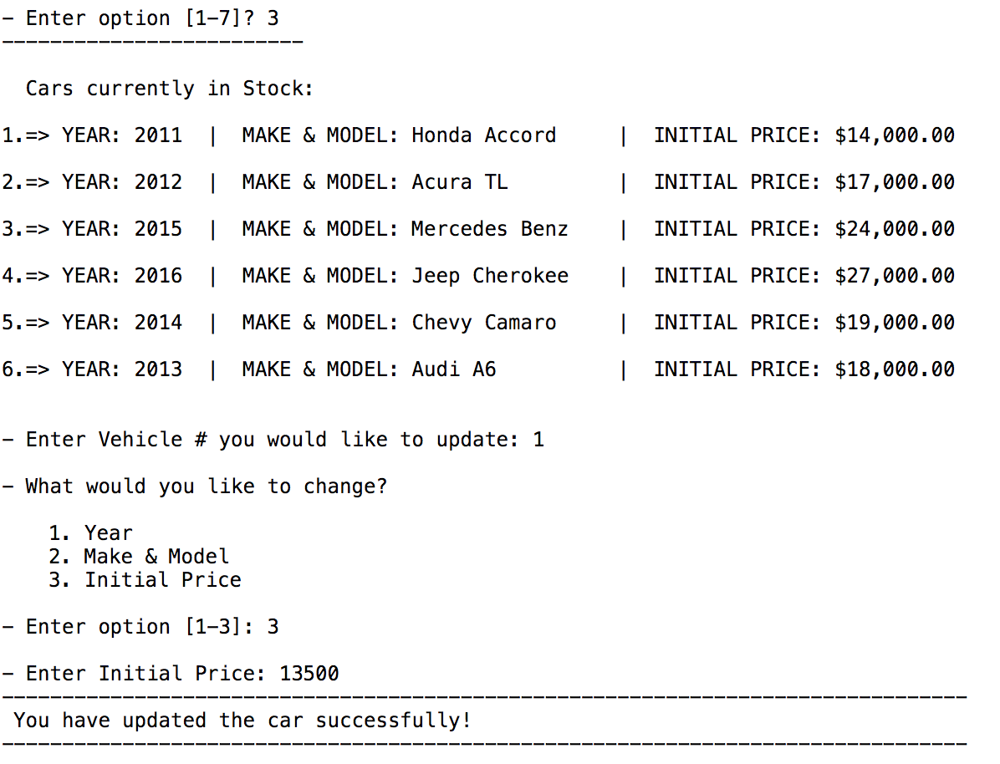 – Enter option [1–7]? 3
-------------------------
Cars currently in Stock:
1.=> YEAR: 2011 | MAKE & MODEL: Honda Accord | INITIAL PRICE: $14,000.00
2.=> YEAR: 2012 | MAKE & MODEL: Acura TL | INITIAL PRICE: $17,000.00
3.=> YEAR: 2015 | MAKE & MODEL: Mercedes Benz | INITIAL PRICE: $24,000.00
4.=> YEAR: 2016 | MAKE & MODEL: Jeep Cherokee | INITIAL PRICE: $27,000.00
5.=> YEAR: 2014 | MAKE & MODEL: Chevy Camaro | INITIAL PRICE: $19,000.00
6.=> YEAR: 2013 | MAKE & MODEL: Audi A6 | INITIAL PRICE: $18,000.00
– Enter Vehicle # you would like to update: 1
– What would you like to change?
1. Year
2. Make & Model
3. Initial Price
– Enter option [1–3]: 3
– Enter Initial Price: 13500
--------------------------------------------------------------------------------
You have updated the car successfully!
--------------------------------------------------------------------------------